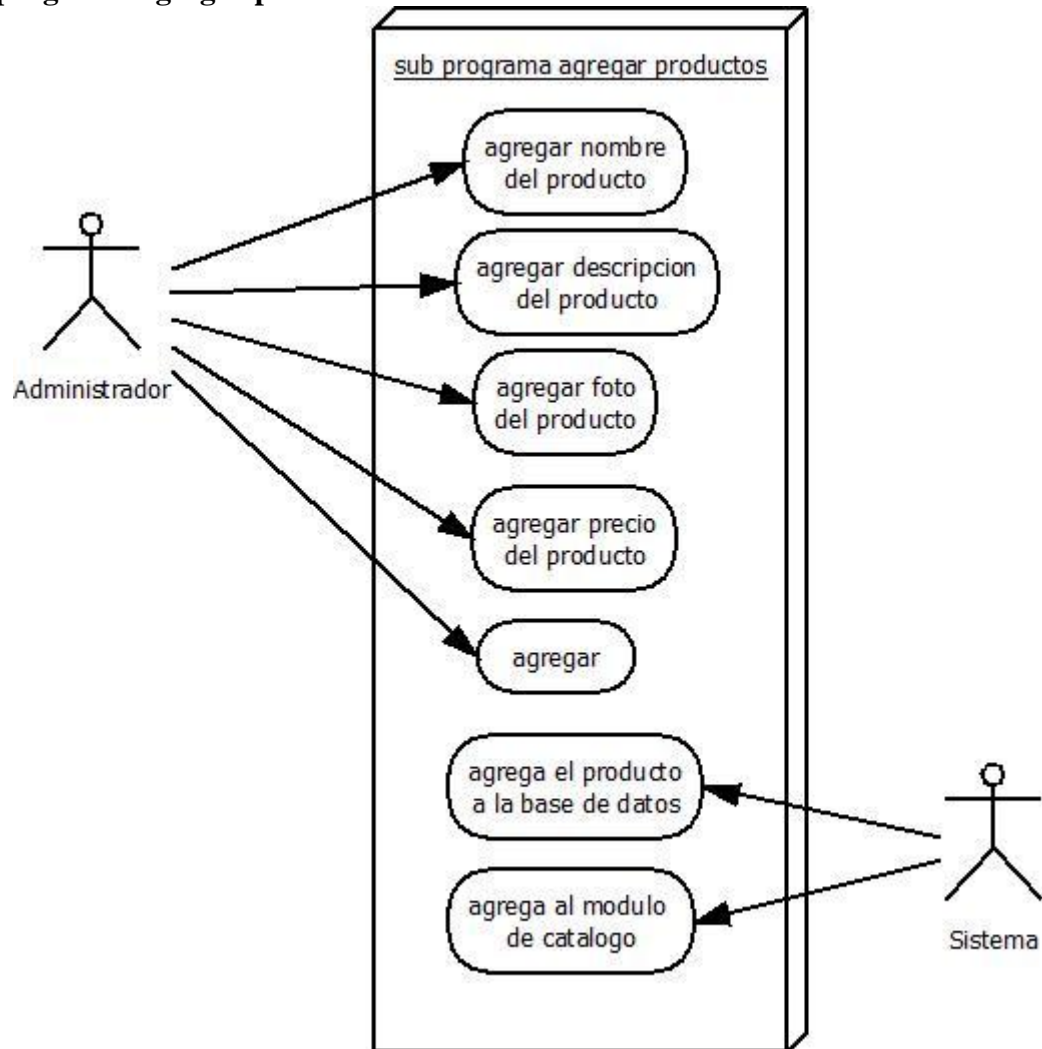 sub programa agregar productos
agregar nombre
del producto
agregar descripcion
del producto
agregar foto
del producto
agregar precio
del producto
agregar
agrega el producto
a la base de datos
agrega al modulo
de catalogo
Administrador
Sistema